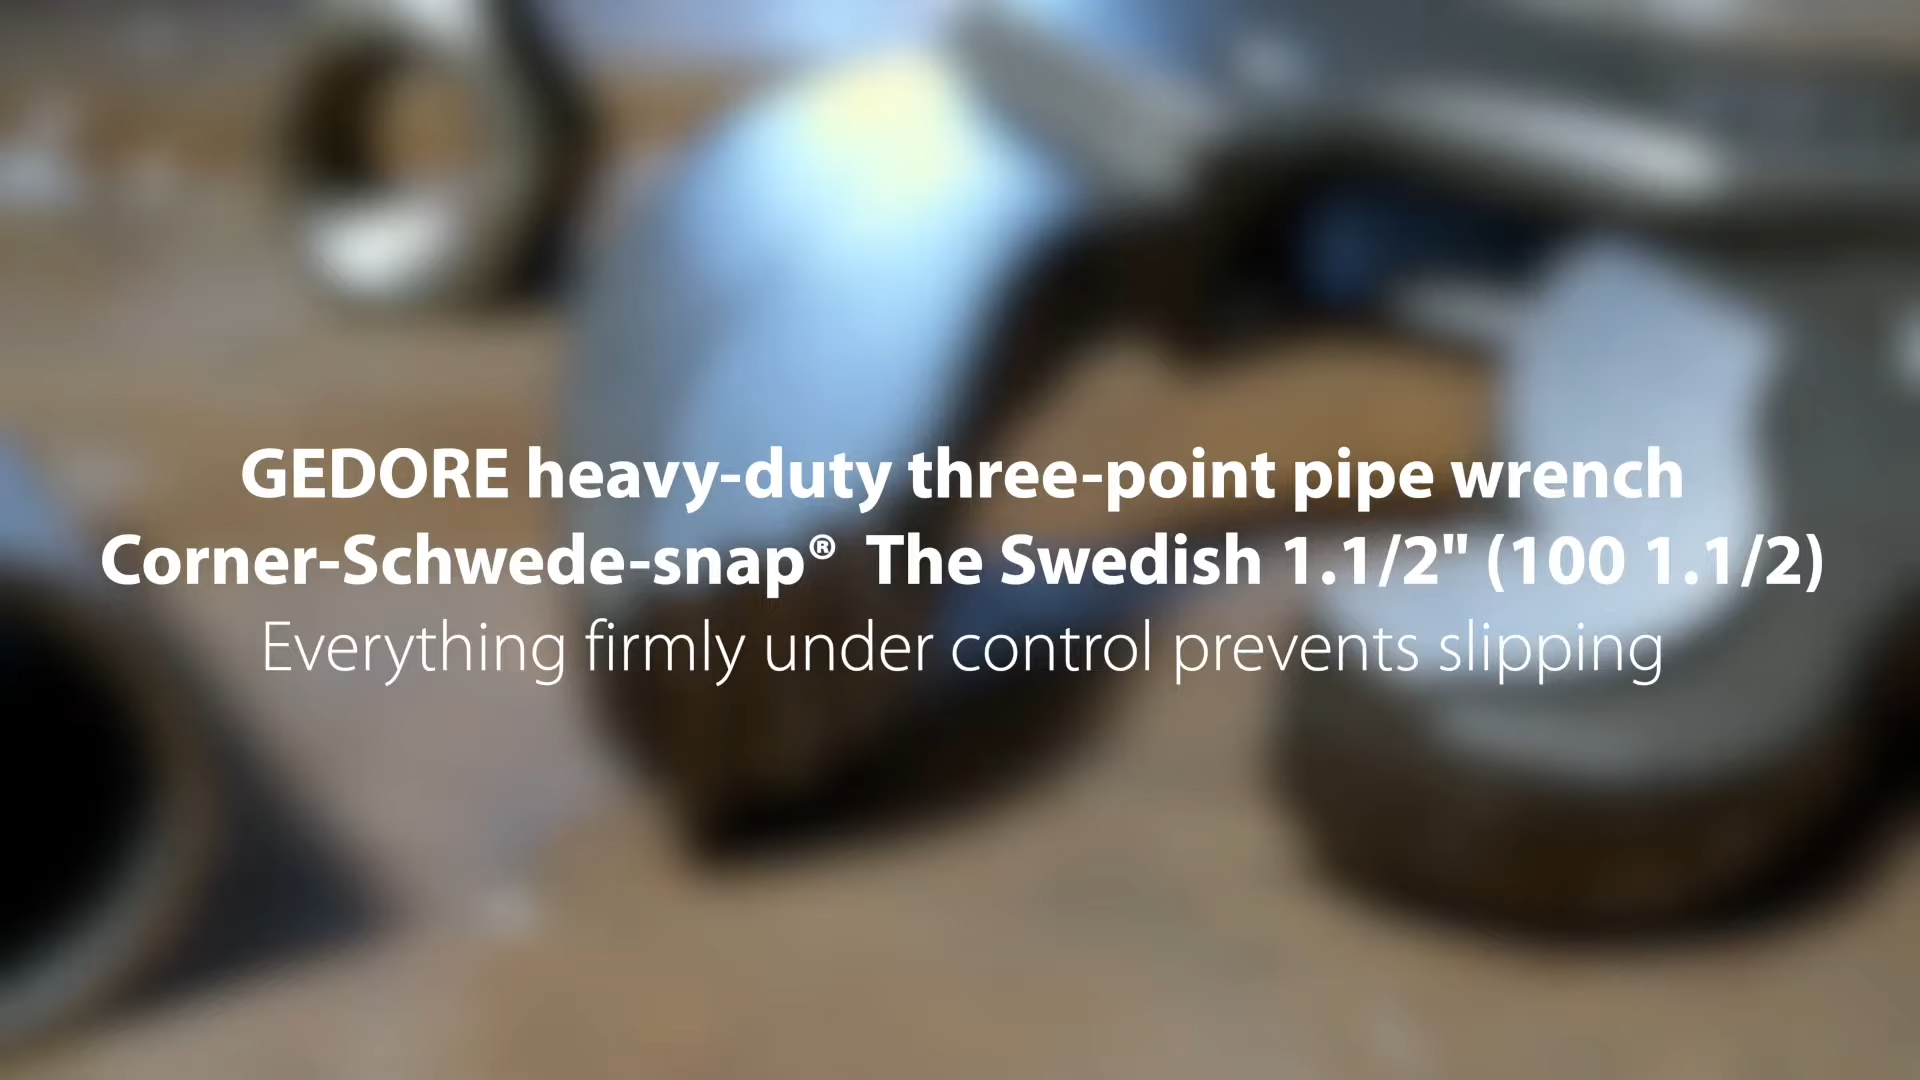 GEDORE heavy-duty three-point pipe wrench
Corner-Schwede-snap® The Swedish 1.1/2" (100 1.1/2)
Everything firmly under control prevents slipping